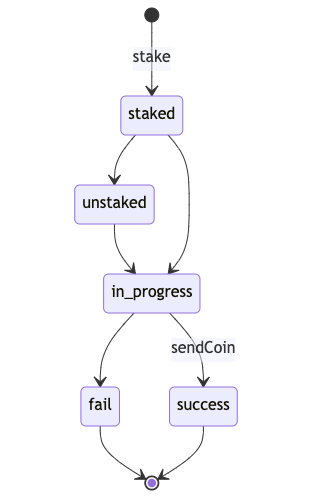 stake
staked
unstaked
in_progress
sendCoin
fail
success